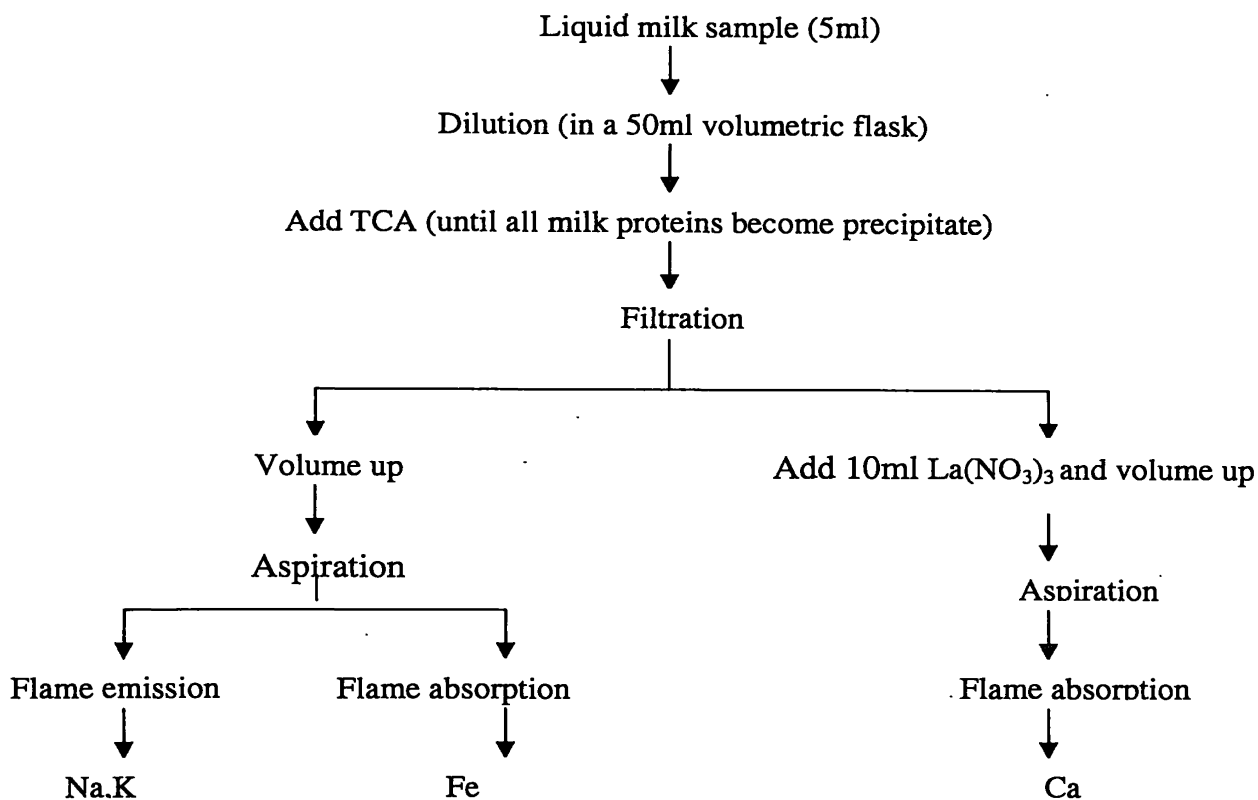 Liquid milk sample (5ml)
Dilution (in a 50ml volumetric flask)
Add TCA (until all milk proteins become precipitate)
Filtration
Volume up
Add 10ml La(NO₃)₃ and volume up
Aspiration
Aspiration
Flame emission
Flame absorption
Flame absorption
Na,K
Fe
Ca